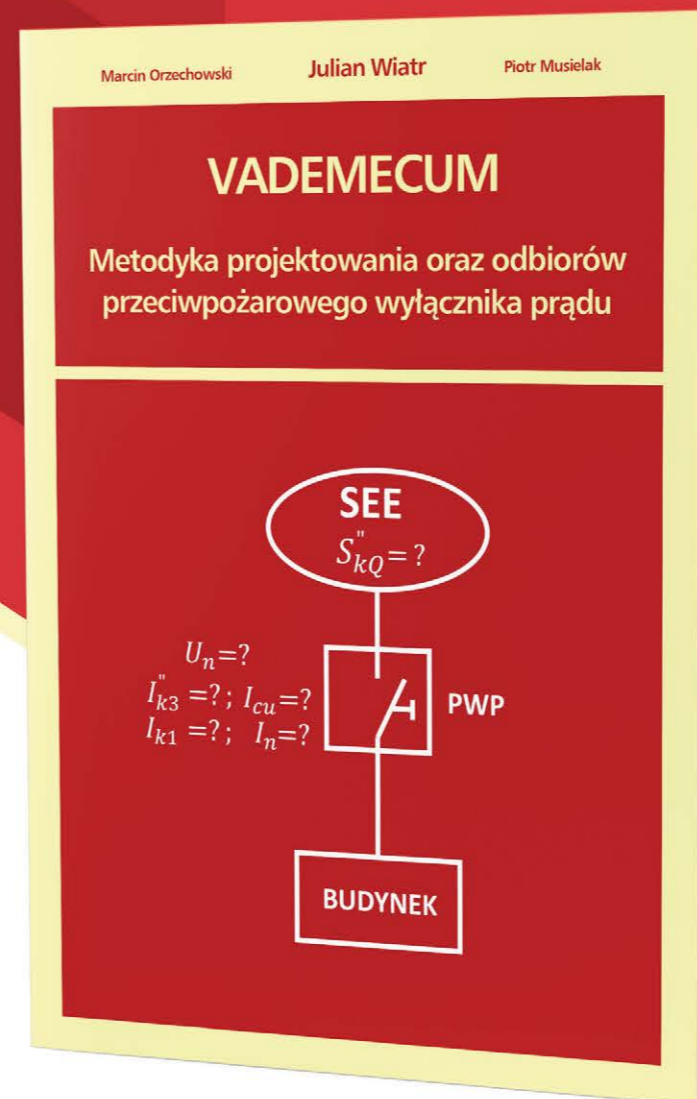 Marcin Orzechowski Julian Wiatr Piotr Musielak
VADEMECUM
Metodyka projektowania oraz odbiorów
przeciwpożarowego wyłącznika prądu
SEE
S"kQ = ?
Un=?
I"k3 =?; Icu=?
Ik1 =?; In=?
PWP
BUDYNEK